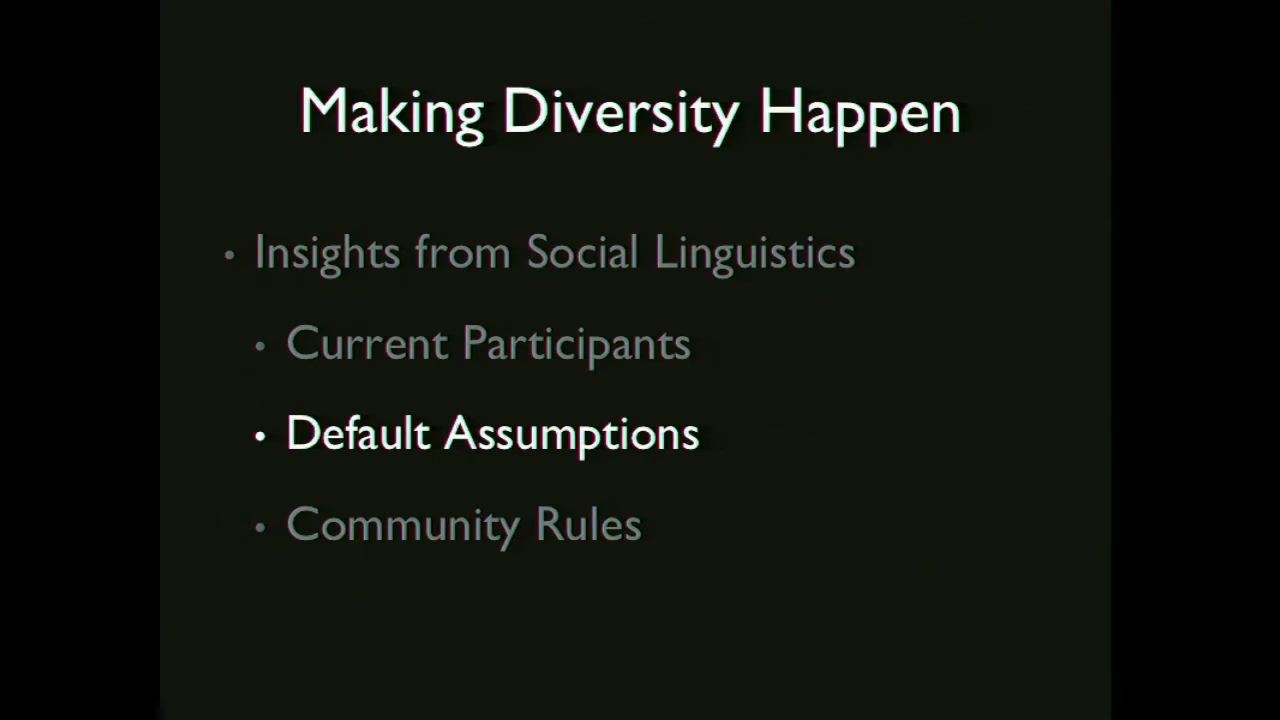 Making Diversity Happen
• Insights from Social Linguistics
• Current Participants
• Default Assumptions
• Community Rules